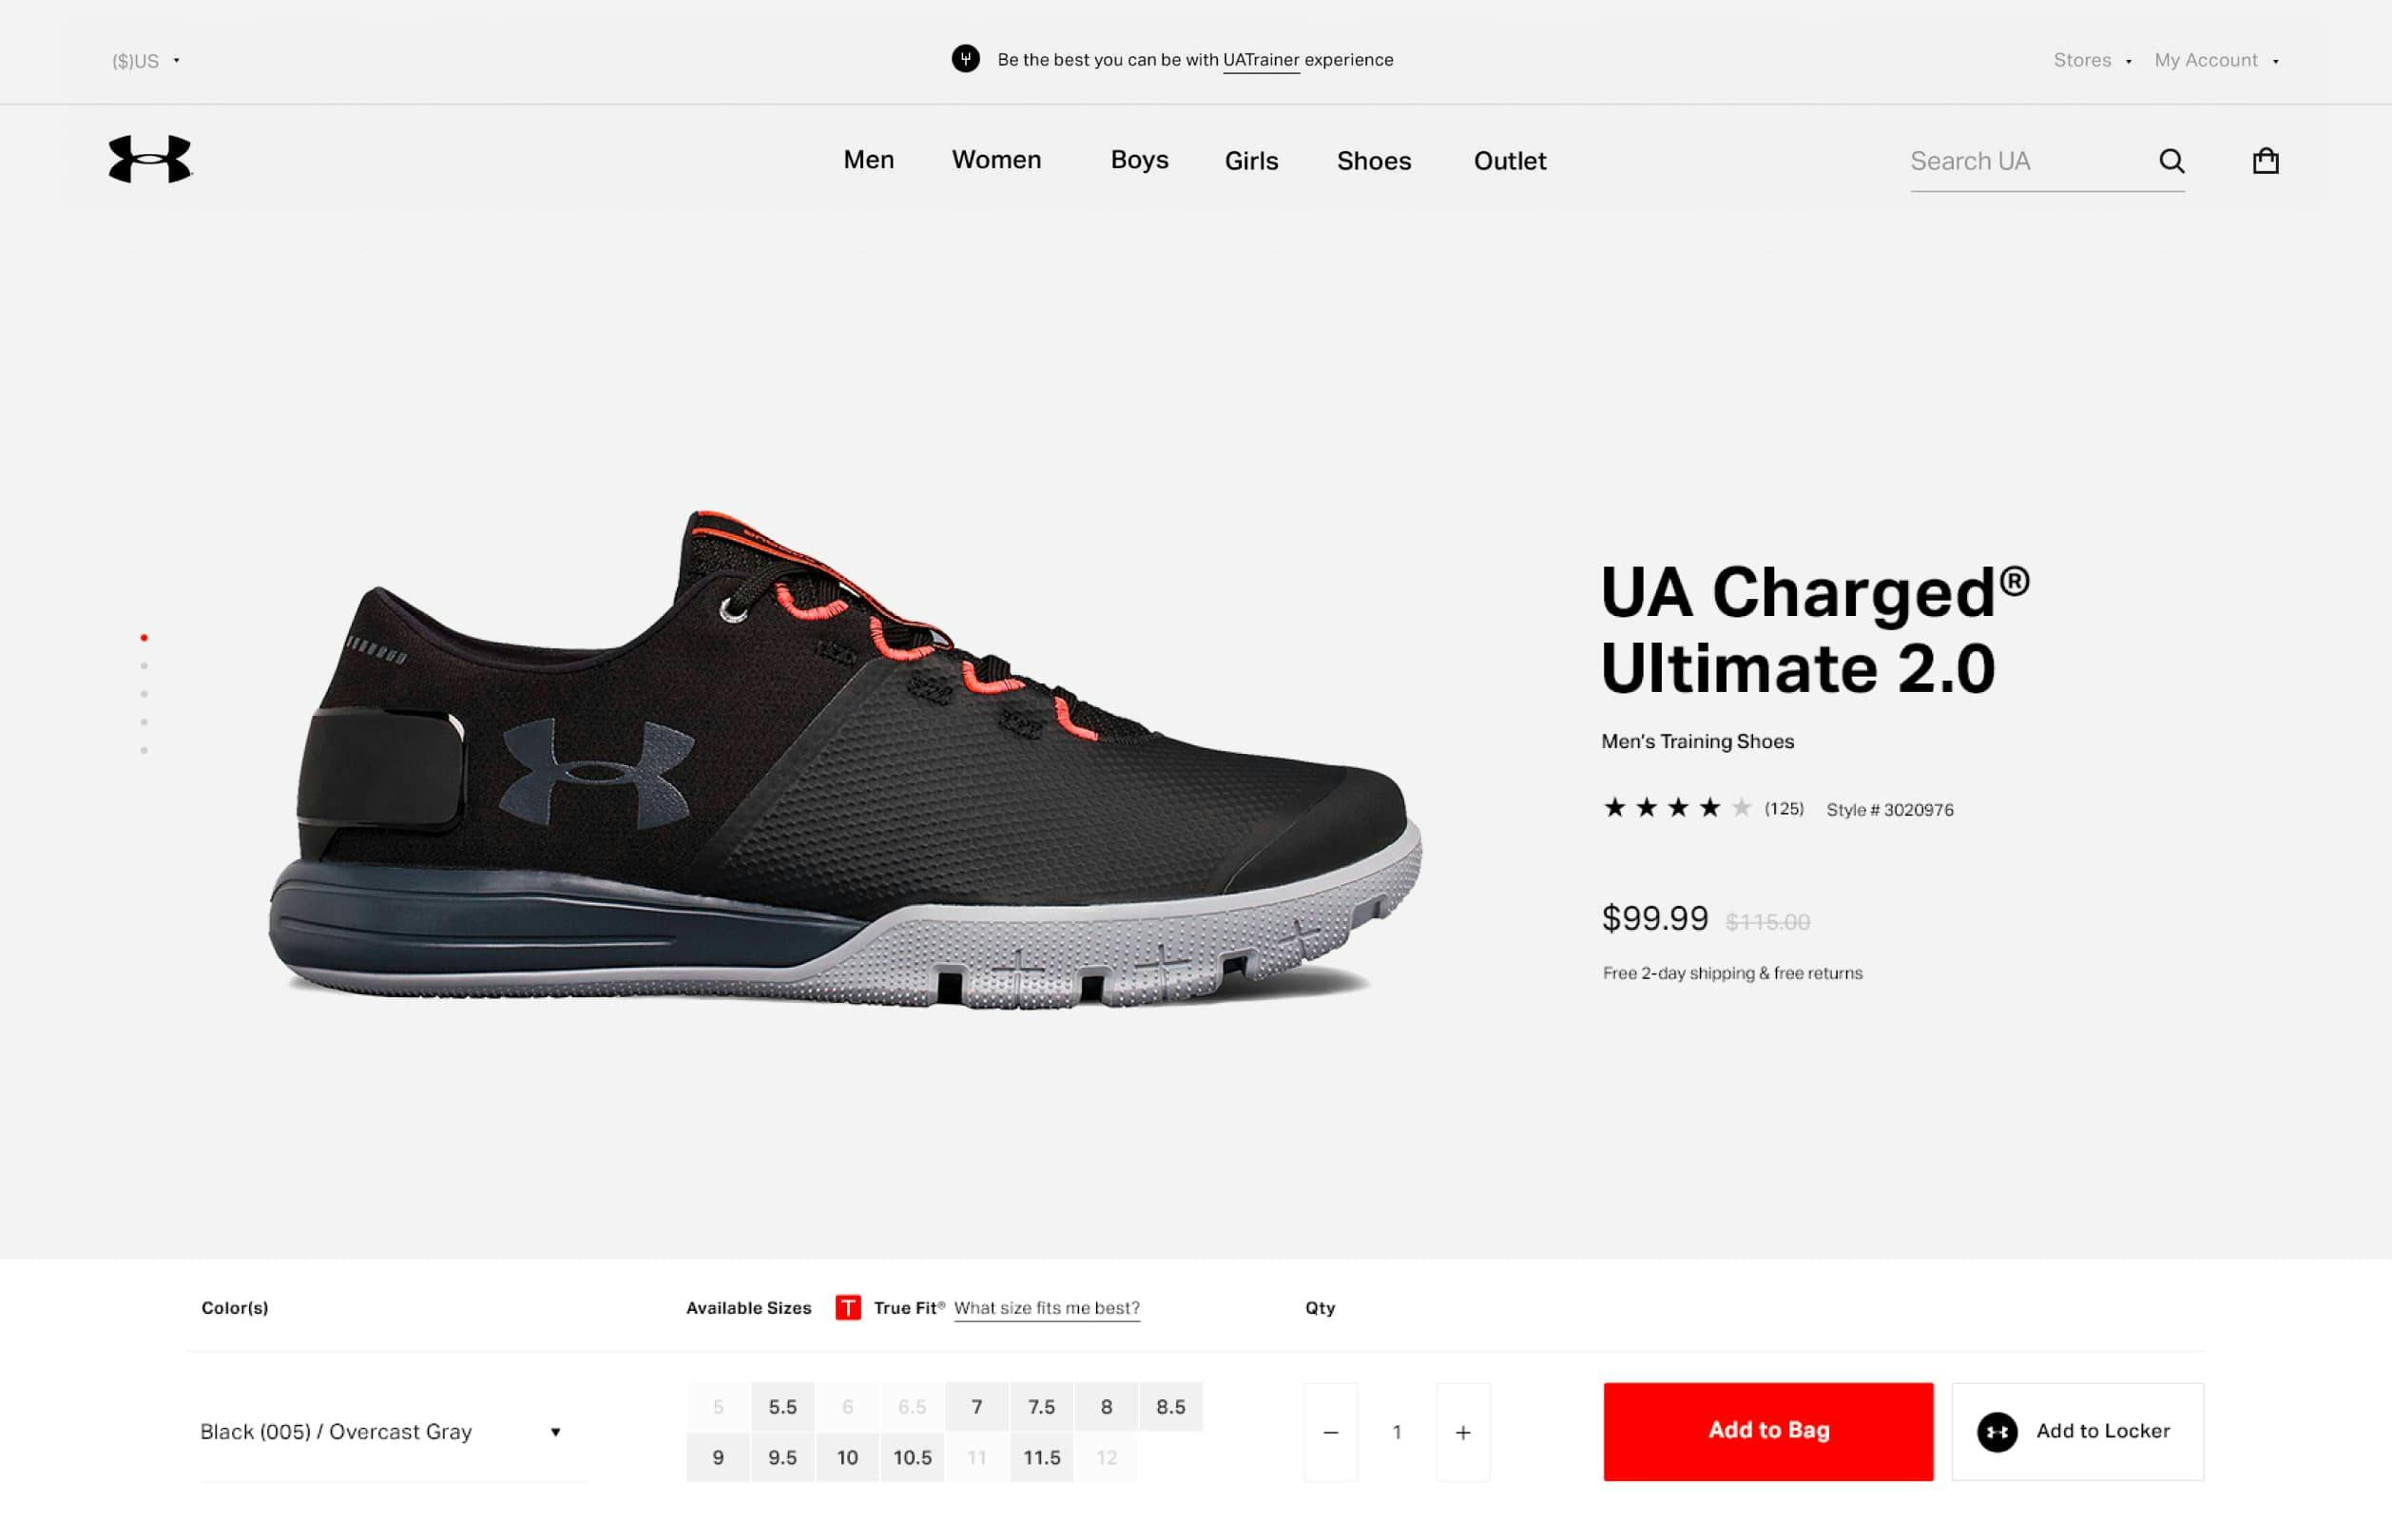 ($)US
Be the best you can be with UATrainer experience
Stores
My Account
Men
Women
Boys
Girls
Shoes
Outlet
Search UA
UA Charged®
Ultimate 2.0
Men's Training Shoes
(125)
Style # 3020976
$99.99 $115.00
Free 2-day shipping & free returns
Color(s)
Available Sizes
T
True Fit® What size fits me best?
Qty
Black (005) / Overcast Gray
5 5.5 6 6.5 7 7.5 8 8.5
9 9.5 10 10.5 11 11.5 12
− 1 +
Add to Bag
Add to Locker